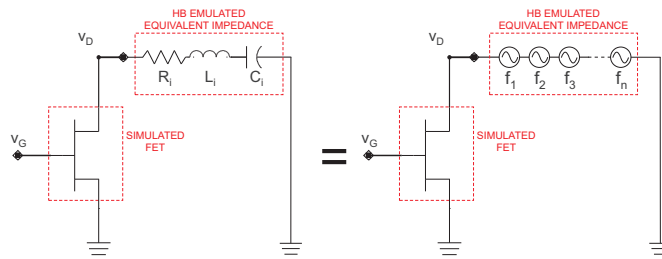 HB EMULATED
EQUIVALENT IMPEDANCE
v_D
R_i L_i C_i
v_G
SIMULATED
FET
=
HB EMULATED
EQUIVALENT IMPEDANCE
v_D
f_1 f_2 f_3 f_n
v_G
SIMULATED
FET